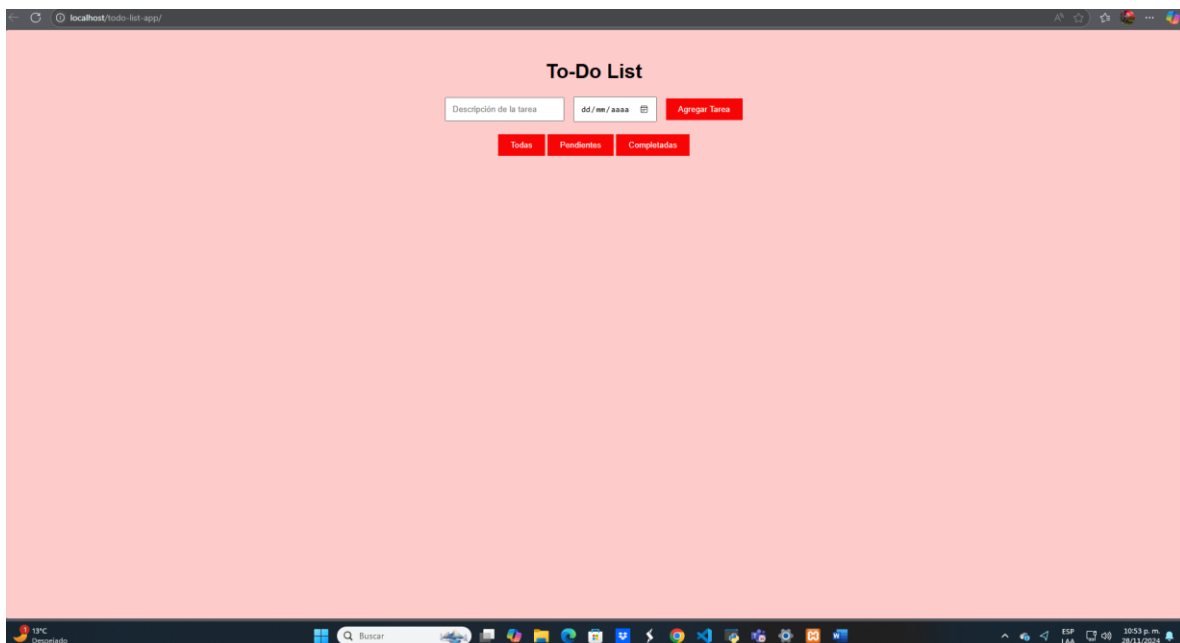 localhost/todo-list-app/
To-Do List
Descripción de la tarea
dd/mm/aaaa
Agregar Tarea
Todas Pendientes Completadas
1 13°C
Despejado
Buscar
ESP
LAA
10:53 p. m.
28/11/2024